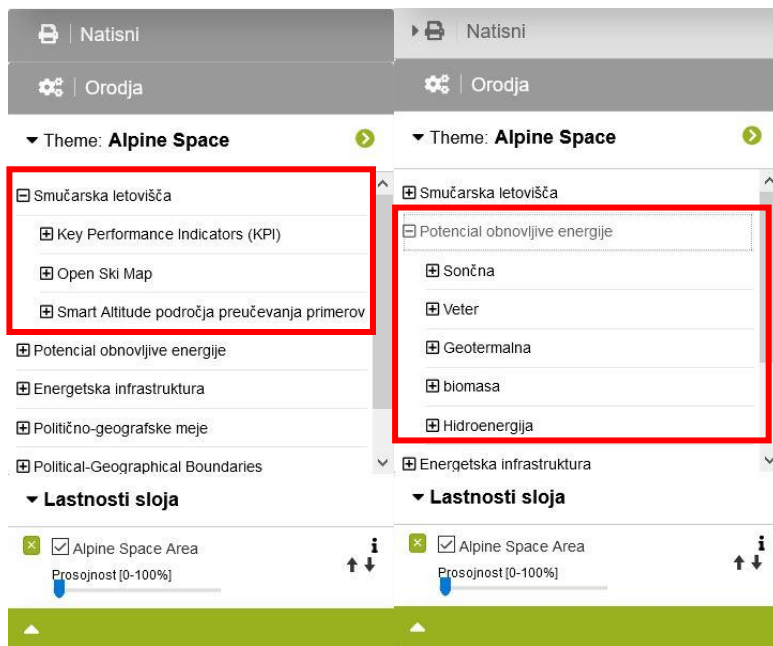 Natisni
Orodja
Theme: Alpine Space
Smučarska letovišča
Key Performance Indicators (KPI)
Open Ski Map
Smart Altitude področja preučevanja primerov
Potencial obnovljive energije
Energetska infrastruktura
Politično-geografske meje
Political-Geographical Boundaries
Lastnosti sloja
Alpine Space Area
Prosojnost [0-100%]
Natisni
Orodja
Theme: Alpine Space
Smučarska letovišča
Potencial obnovljive energije
Sončna
Veter
Geotermalna
biomasa
Hidroenergija
Energetska infrastruktura
Lastnosti sloja
Alpine Space Area
Prosojnost [0-100%]